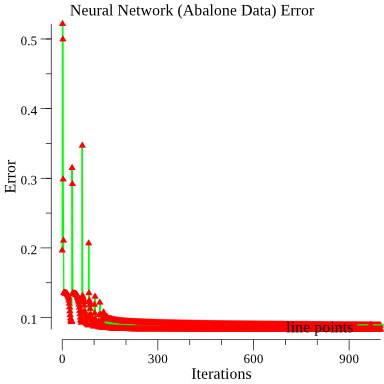 Neural Network (Abalone Data) Error
0.5
0.4
0.3
0.2
0.1
Error
line points
0 300 600 900
Iterations